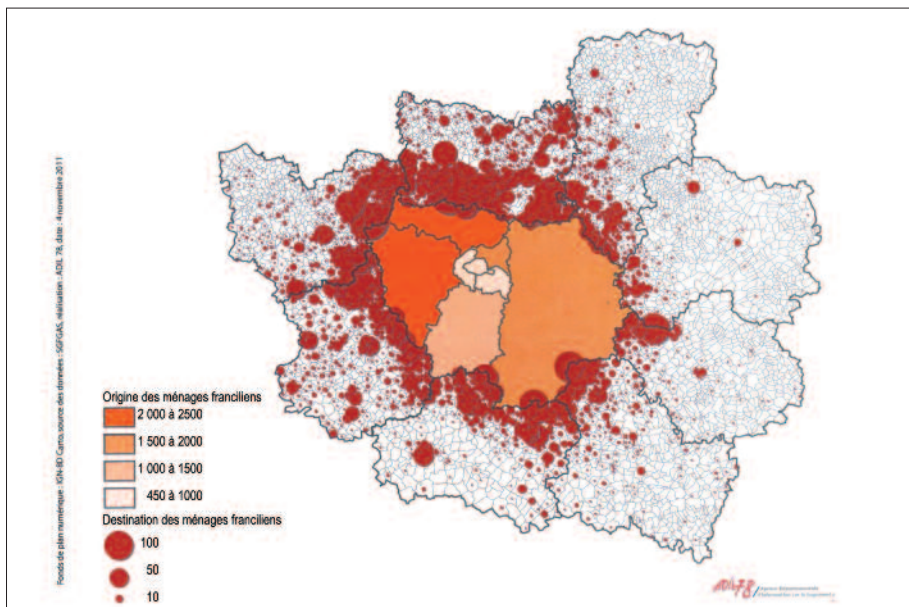 Fonds de plan numérique : IGN-BD Carto, source des données : SGFGAS, réalisation : ADIL 78, date : 4 novembre 2011
Origine des ménages franciliens
2 000 à 2500
1 500 à 2000
1 000 à 1500
450 à 1000
Destination des ménages franciliens
100
50
10
adil78